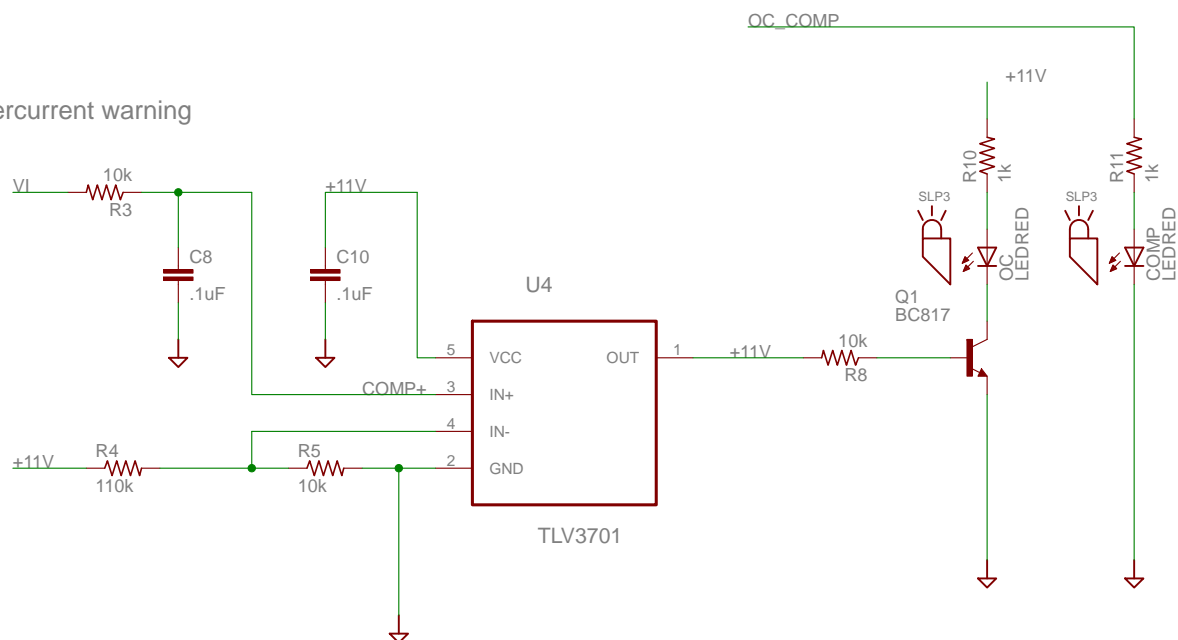 OC_COMP
+11V
ercurrent warning
R10
1k
R11
1k
10k
VI
R3
+11V
SLP3
SLP3
C8
.1uF
C10
.1uF
OC
LEDRED
COMP
LEDRED
U4
Q1
BC817
10k
5
VCC
OUT
1
+11V
R8
COMP+
3
IN+
4
IN-
R4
R5
+11V
2
GND
110k
10k
TLV3701